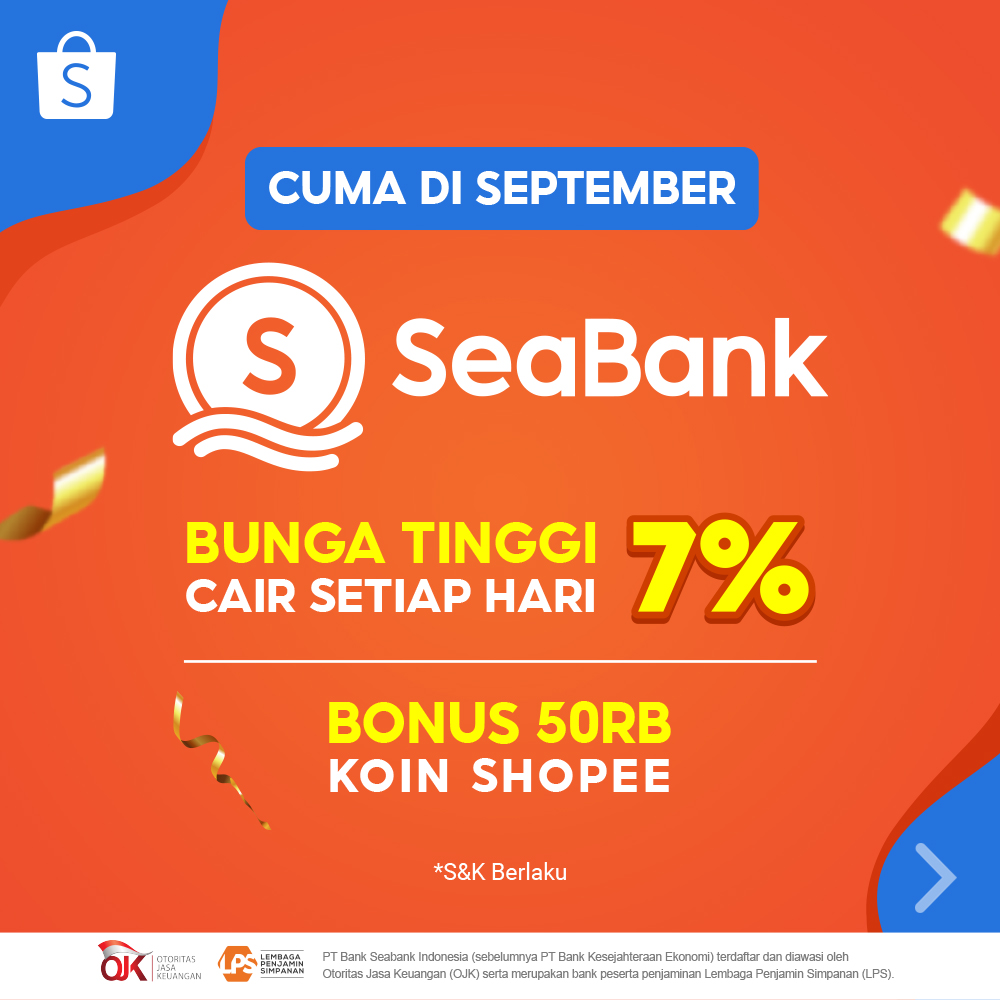 S
CUMA DI SEPTEMBER
S SeaBank
BUNGA TINGGI
CAIR SETIAP HARI
7%
BONUS 50RB
KOIN SHOPEE
*S&K Berlaku
OJK
OTORITAS
JASA
KEUANGAN
LPS
LEMBAGA
PENJAMIN
SIMPANAN
PT Bank Seabank Indonesia (sebelumnya PT Bank Kesejahteraan Ekonomi) terdaftar dan diawasi oleh
Otoritas Jasa Keuangan (OJK) serta merupakan bank peserta penjaminan Lembaga Penjamin Simpanan (LPS).